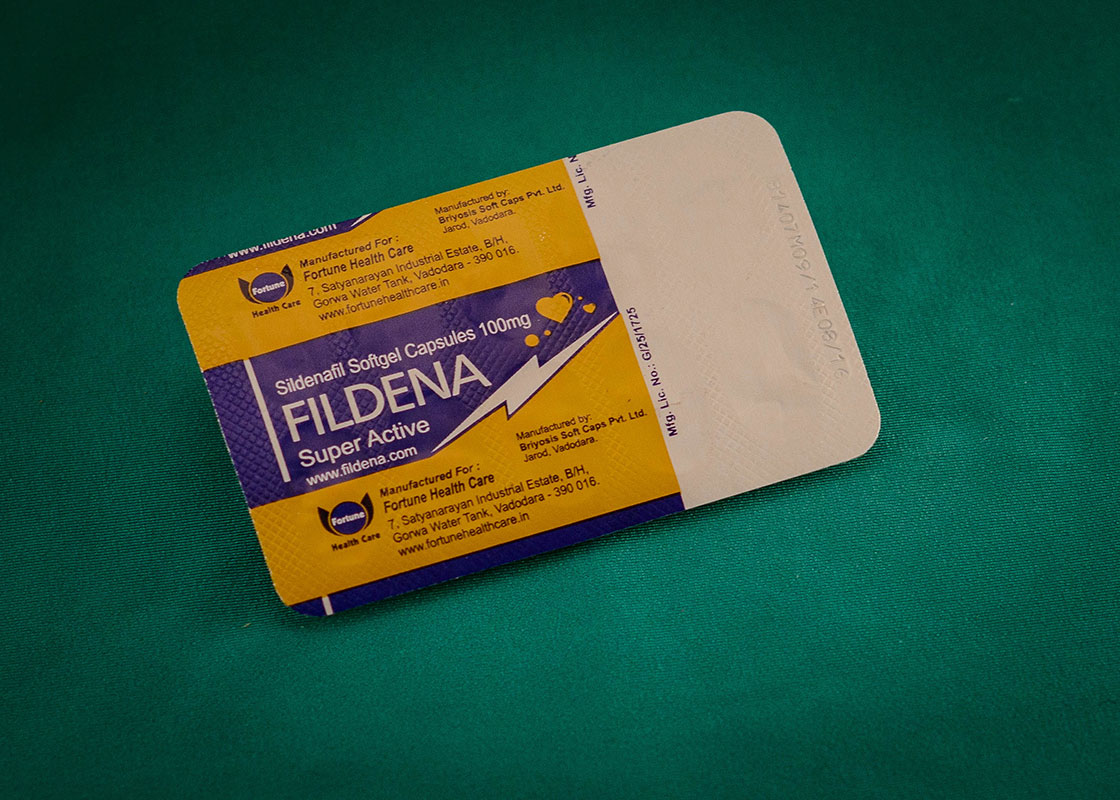 www.fildena.com
Fortune
Health Care
Manufactured For :
Fortune Health Care
7, Satyanarayan Industrial Estate, B/H,
Gorwa Water Tank, Vadodara - 390 016.
www.fortunehealthcare.in
Manufactured by:
Briyosis Soft Caps Pvt. Ltd.
Jarod, Vadodara.
Mfg. Lic. N
Sildenafil Softgel Capsules 100mg
FILDENA
Super Active
www.fildena.com
Mfg. Lic. No.: G/25/1725
Fortune
Health Care
Manufactured For :
Fortune Health Care
7, Satyanarayan Industrial Estate, B/H,
Gorwa Water Tank, Vadodara - 390 016.
www.fortunehealthcare.in
Manufactured by:
Briyosis Soft Caps Pvt. Ltd.
Jarod, Vadodara.